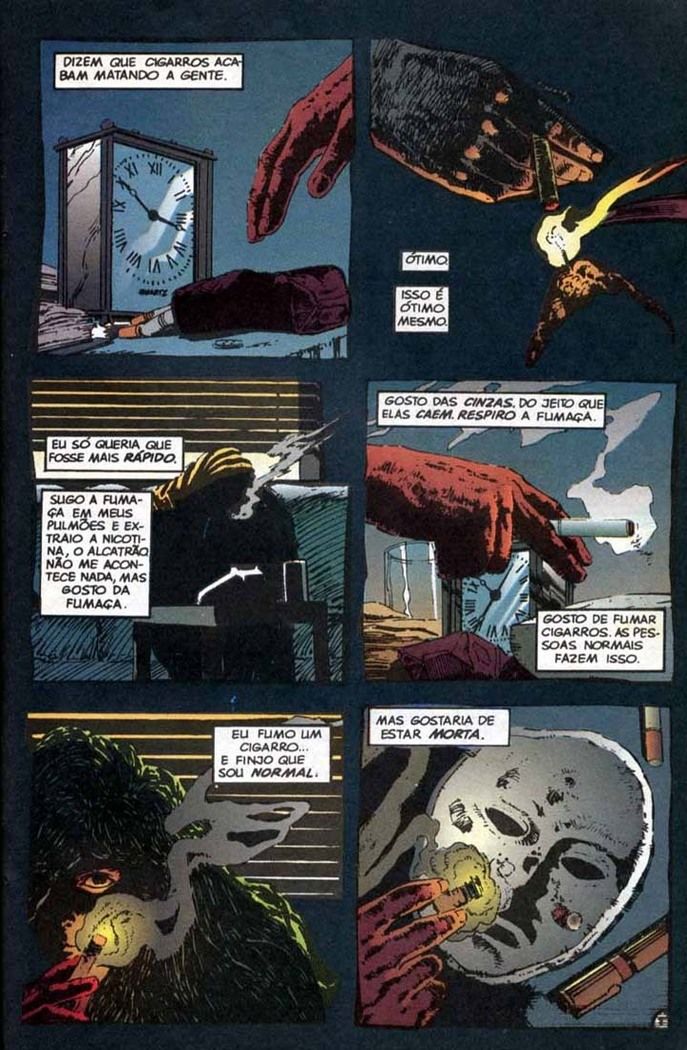 DIZEM QUE CIGARROS ACA-
BAM MATANDO A GENTE.
XII
QUARTZ
ÓTIMO.
ISSO É
ÓTIMO
MESMO.
EU SÓ QUERIA QUE
FOSSE MAIS RÁPIDO.
SUGO A FUMA-
ÇA EM MEUS
PULMÕES E EX-
TRAIO A NICOTI-
NA, O ALCATRÃO.
NÃO ME ACON-
TECE NADA, MAS
GOSTO DA
FUMAÇA.
GOSTO DAS CINZAS. DO JEITO QUE
ELAS CAEM. RESPIRO A FUMAÇA.
GOSTO DE FUMAR
CIGARROS. AS PES-
SOAS NORMAIS
FAZEM ISSO.
EU FUMO UM
CIGARRO...
E FINJO QUE
SOU NORMAL.
MAS GOSTARIA DE
ESTAR MORTA.